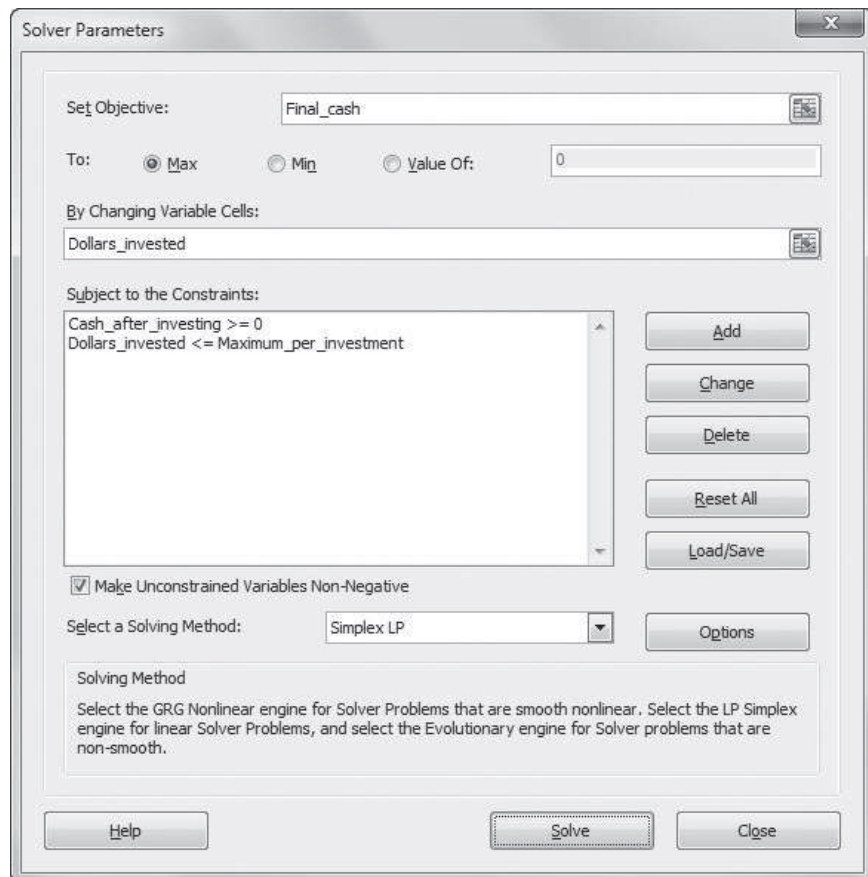 Solver Parameters
Set Objective:
Final_cash
To:
Max
Min
Value Of:
0
By Changing Variable Cells:
Dollars_invested
Subject to the Constraints:
Cash_after_investing >= 0
Dollars_invested <= Maximum_per_investment
Add
Change
Delete
Reset All
Load/Save
Make Unconstrained Variables Non-Negative
Select a Solving Method:
Simplex LP
Options
Solving Method
Select the GRG Nonlinear engine for Solver Problems that are smooth nonlinear. Select the LP Simplex
engine for linear Solver Problems, and select the Evolutionary engine for Solver problems that are
non-smooth.
Help
Solve
Close